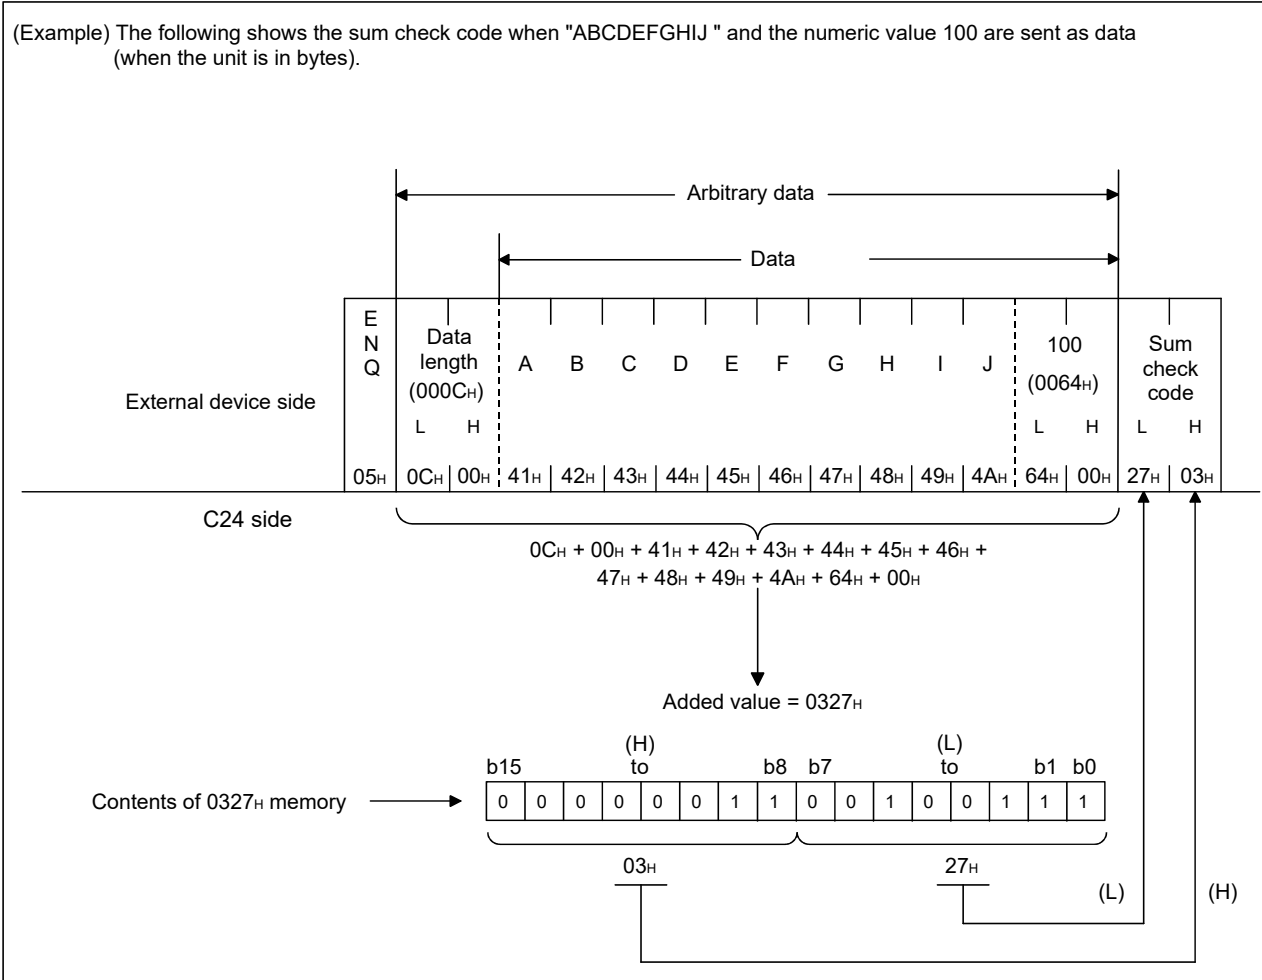 (Example) The following shows the sum check code when "ABCDEFGHIJ " and the numeric value 100 are sent as data
(when the unit is in bytes).
Arbitrary data
Data
E
N
Q
Data
length
(000CH)
L H
A B C D E F G H I J
100
(0064H)
L H
Sum
check
code
L H
External device side
05H 0CH 00H 41H 42H 43H 44H 45H 46H 47H 48H 49H 4AH 64H 00H 27H 03H
C24 side
0CH + 00H + 41H + 42H + 43H + 44H + 45H + 46H +
47H + 48H + 49H + 4AH + 64H + 00H
Added value = 0327H
(H) (L)
b15 to b8 b7 to b1 b0
Contents of 0327H memory
0 0 0 0 0 0 1 1 0 0 1 0 0 1 1 1
03H 27H
(L) (H)